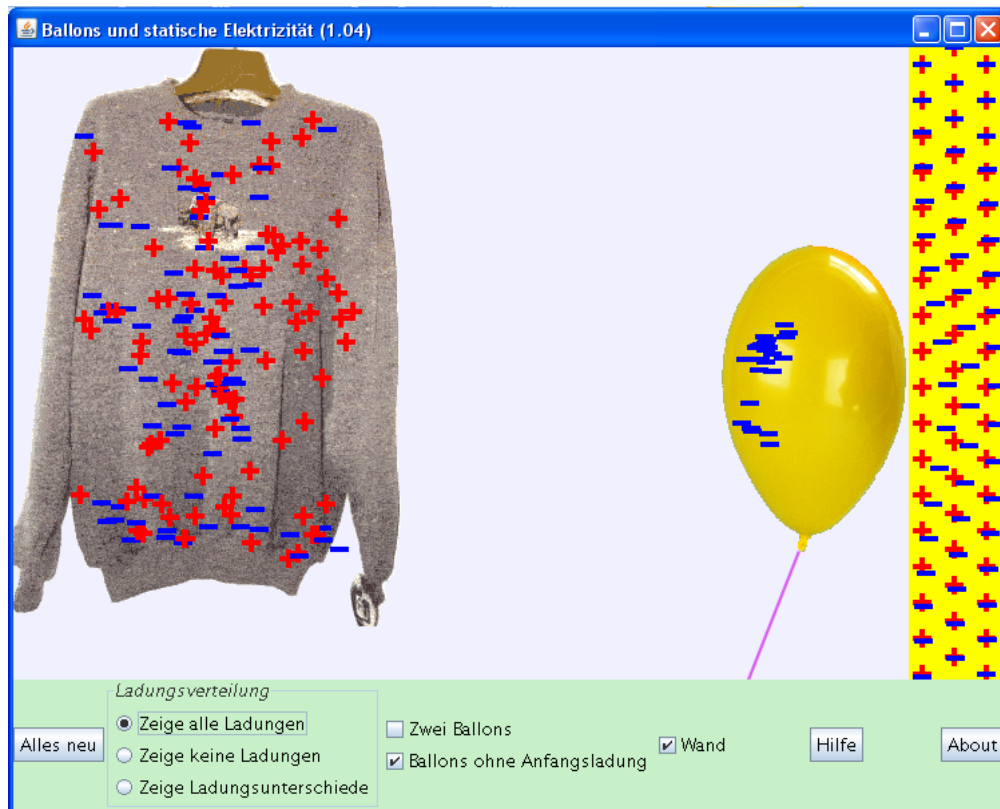 Ballons und statische Elektrizität (1.04)
Ladungsverteilung
Alles neu
Zeige alle Ladungen
Zeige keine Ladungen
Zeige Ladungsunterschiede
Zwei Ballons
Ballons ohne Anfangsladung
Wand
Hilfe
About